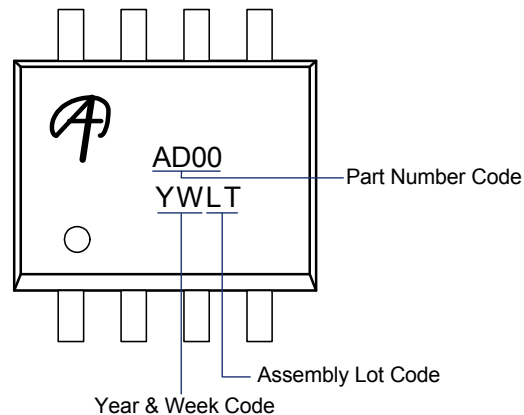 AD00
Part Number Code
YWLT
Assembly Lot Code
Year & Week Code